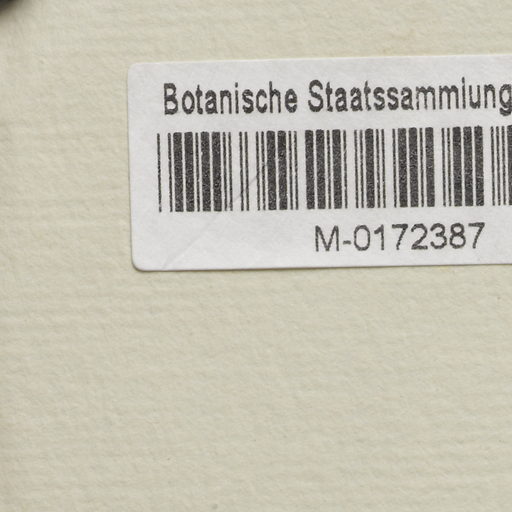 Botanische Staatssammlung
M-0172387